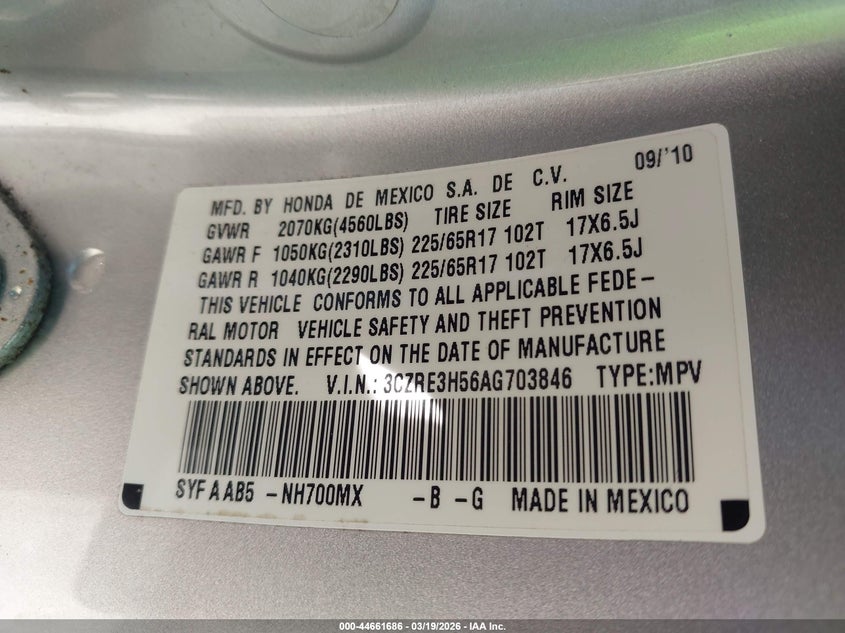 09/'10
MFD. BY HONDA DE MEXICO S.A. DE C.V.
GVWR 2070KG(4560LBS) TIRE SIZE RIM SIZE
GAWR F 1050KG(2310LBS) 225/65R17 102T 17X6.5J
GAWR R 1040KG(2290LBS) 225/65R17 102T 17X6.5J
THIS VEHICLE CONFORMS TO ALL APPLICABLE FEDE-
RAL MOTOR VEHICLE SAFETY AND THEFT PREVENTION
STANDARDS IN EFFECT ON THE DATE OF MANUFACTURE
SHOWN ABOVE. V.I.N.: 3CZRE3H56AG703846 TYPE:MPV
SYFAAB5 -NH700MX -B -G MADE IN MEXICO
000-44661686 - 03/19/2026 - IAA Inc.